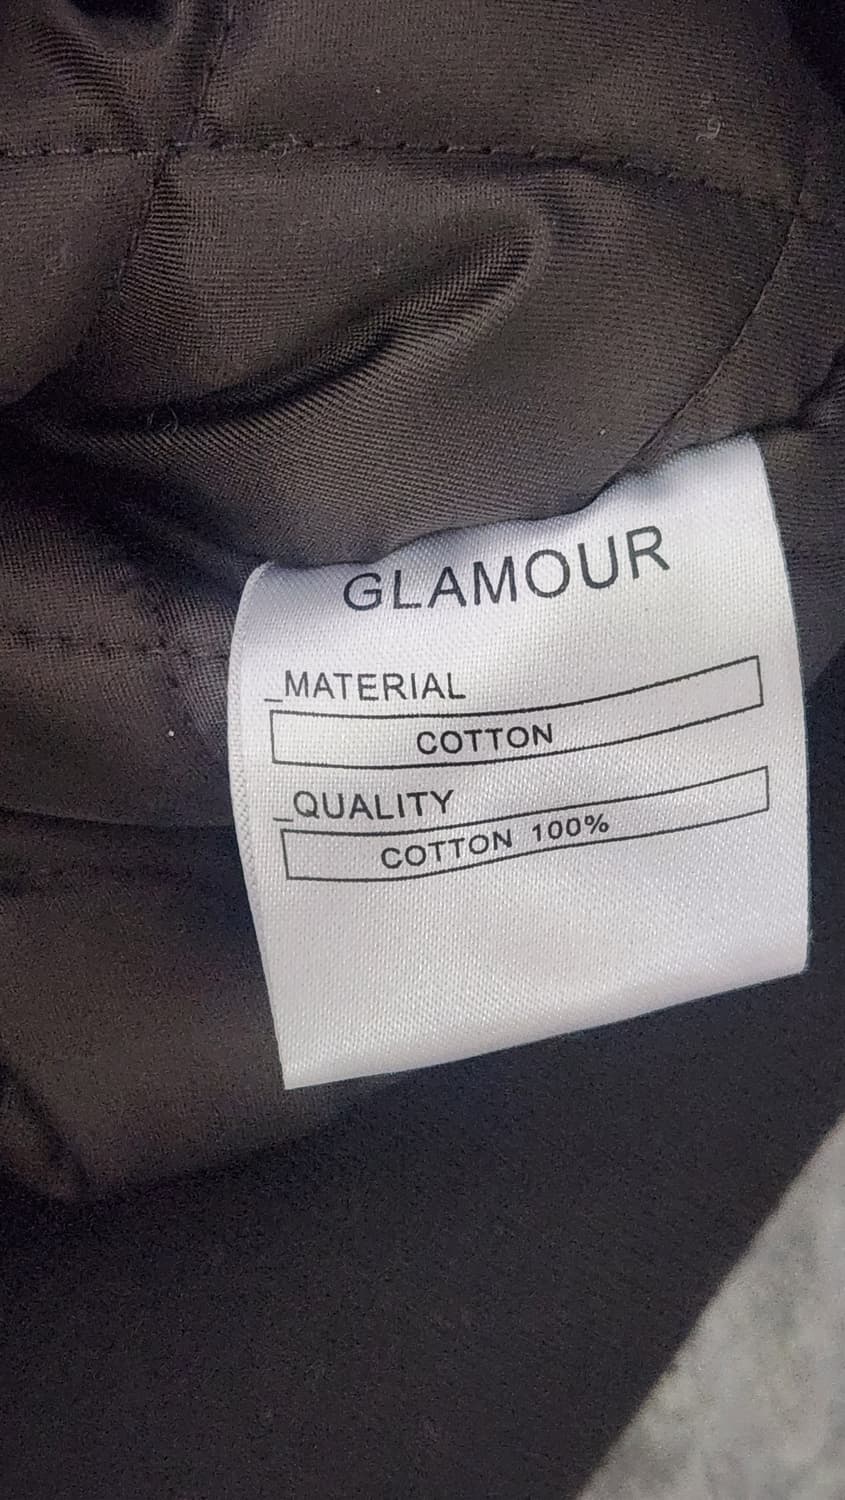 GLAMOUR
_MATERIAL
COTTON
_QUALITY
COTTON 100%